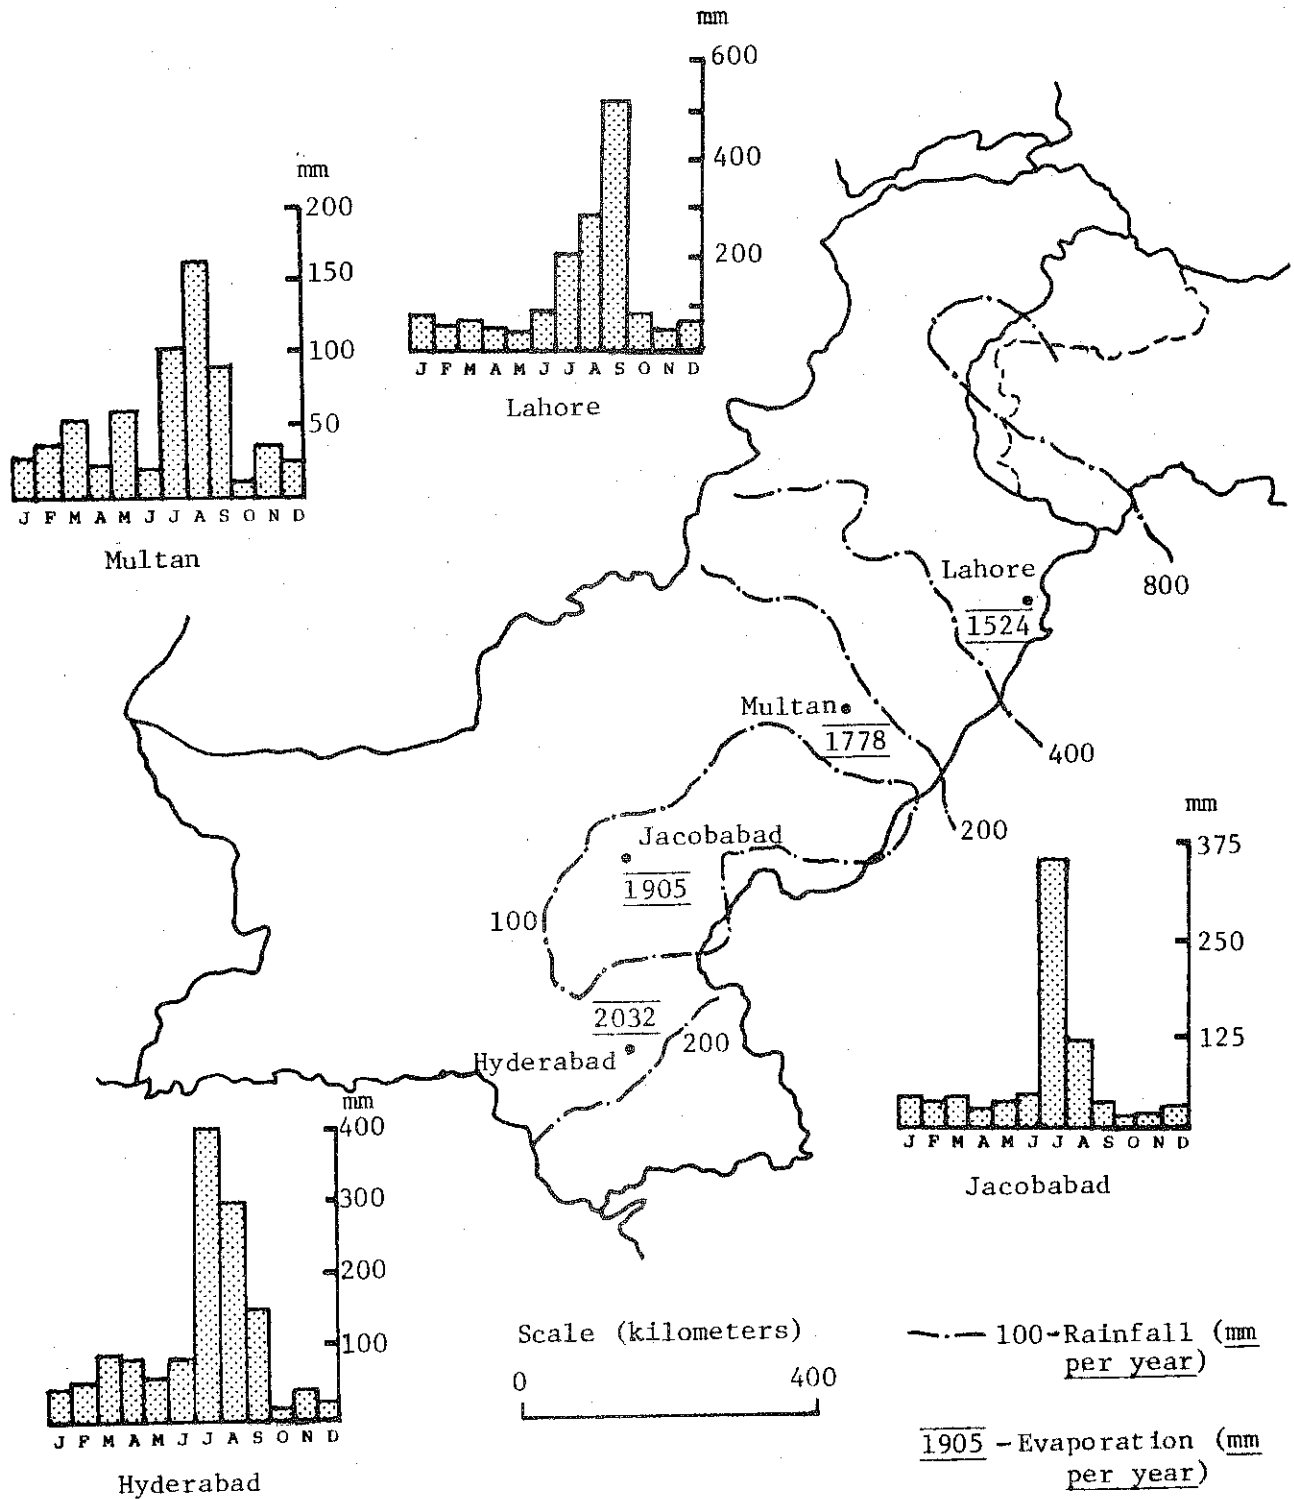 mm
600
400
200
J F M A M J J A S O N D
Lahore
mm
200
150
100
50
J F M A M J J A S O N D
Multan
800
Lahore
1524
400
Multan
1778
200
Jacobabad
1905
100
2032
Hyderabad
200
mm
375
250
125
J F M A M J J A S O N D
Jacobabad
mm
400
300
200
100
J F M A M J J A S O N D
Hyderabad
Scale (kilometers)
0 400
100-Rainfall (mm
per year)
1905 - Evaporation (mm
per year)